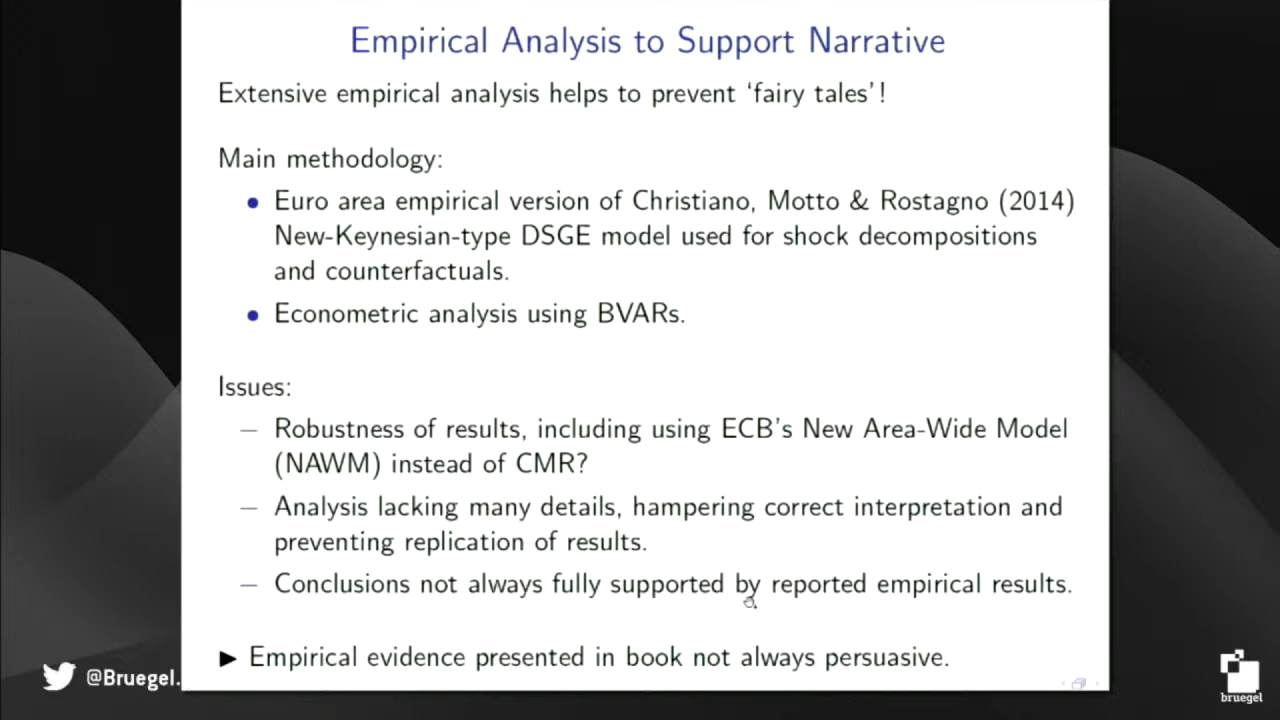 Empirical Analysis to Support Narrative
Extensive empirical analysis helps to prevent ‘fairy tales’!
Main methodology:
• Euro area empirical version of Christiano, Motto & Rostagno (2014)
New-Keynesian-type DSGE model used for shock decompositions
and counterfactuals.
• Econometric analysis using BVARs.
Issues:
– Robustness of results, including using ECB’s New Area-Wide Model
(NAWM) instead of CMR?
– Analysis lacking many details, hampering correct interpretation and
preventing replication of results.
– Conclusions not always fully supported by reported empirical results.
▶ Empirical evidence presented in book not always persuasive.
@Bruegel.
bruegel